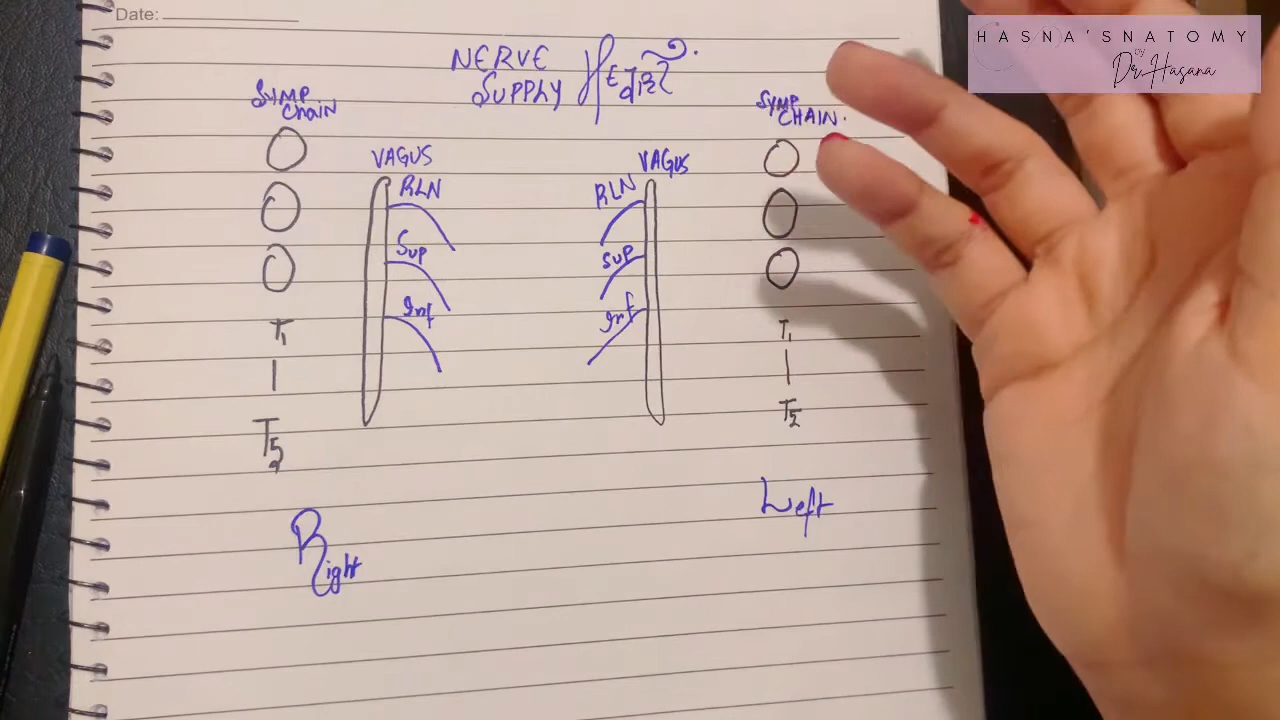 Date:
NERVE
SUPPLY
SYMP
Chain
SYMP
CHAIN.
VAGUS
VAGUS
RLN
RLN
Sup
sup
Inf
Inf
T1
T1
T5
T5
Right
Left
HASNA'SNATOMY
BY
Dr.Hasana